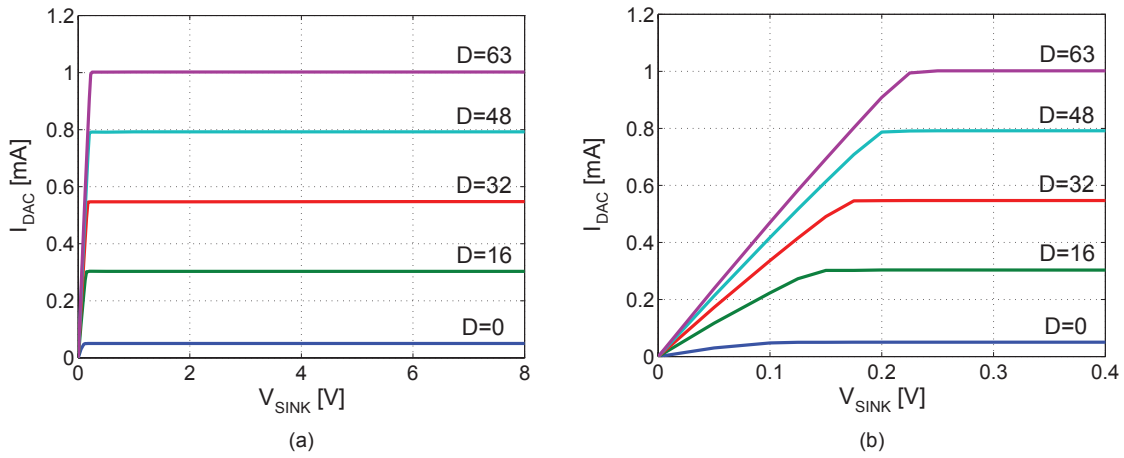 1.2
1
0.8
0.6
0.4
0.2
0
I_DAC [mA]
D=63
D=48
D=32
D=16
D=0
0
2
4
6
8
V_SINK [V]
(a)
1.2
1
0.8
0.6
0.4
0.2
0
I_DAC [mA]
D=63
D=48
D=32
D=16
D=0
0
0.1
0.2
0.3
0.4
V_SINK [V]
(b)